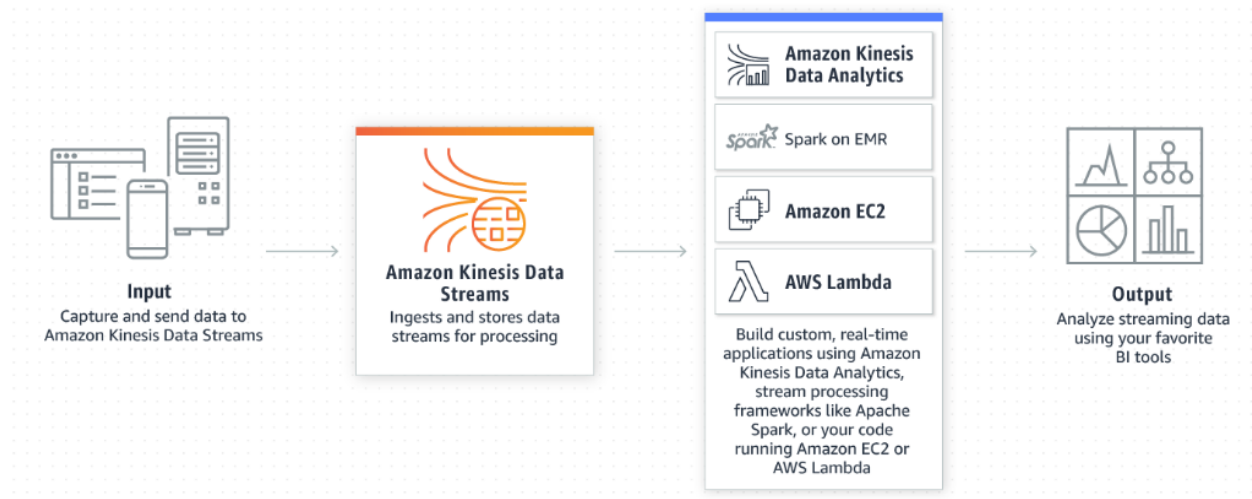 Input
Capture and send data to
Amazon Kinesis Data Streams
Amazon Kinesis Data
Streams
Ingests and stores data
streams for processing
Amazon Kinesis
Data Analytics
APACHE
Spark
Spark on EMR
Amazon EC2
AWS Lambda
Build custom, real-time
applications using Amazon
Kinesis Data Analytics,
stream processing
frameworks like Apache
Spark, or your code
running Amazon EC2 or
AWS Lambda
Output
Analyze streaming data
using your favorite
BI tools